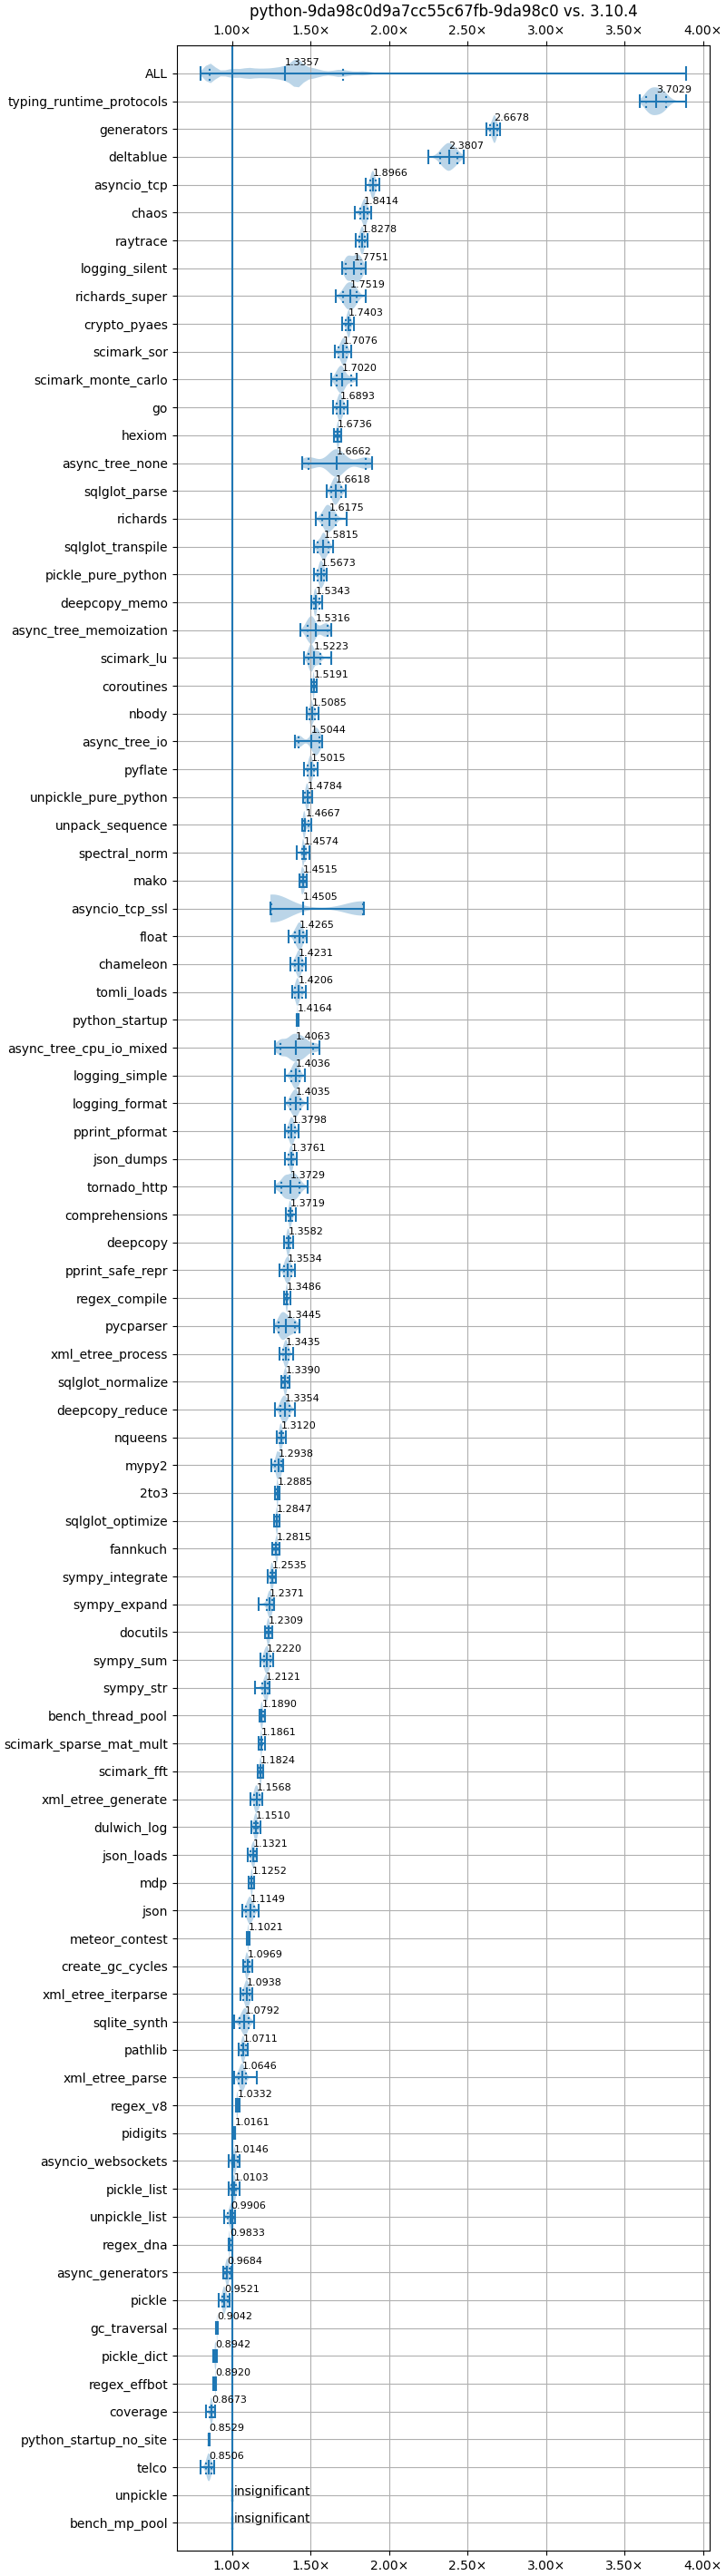 python-9da98c0d9a7cc55c67fb-9da98c0 vs. 3.10.4
1.00× 1.50× 2.00× 2.50× 3.00× 3.50× 4.00×
ALL 1.3357
typing_runtime_protocols 3.7029
generators 2.6678
deltablue 2.3807
asyncio_tcp 1.8966
chaos 1.8414
raytrace 1.8278
logging_silent 1.7751
richards_super 1.7519
crypto_pyaes 1.7403
scimark_sor 1.7076
scimark_monte_carlo 1.7020
go 1.6893
hexiom 1.6736
async_tree_none 1.6662
sqlglot_parse 1.6618
richards 1.6175
sqlglot_transpile 1.5815
pickle_pure_python 1.5673
deepcopy_memo 1.5343
async_tree_memoization 1.5316
scimark_lu 1.5223
coroutines 1.5191
nbody 1.5085
async_tree_io 1.5044
pyflate 1.5015
unpickle_pure_python 1.4784
unpack_sequence 1.4667
spectral_norm 1.4574
mako 1.4515
asyncio_tcp_ssl 1.4505
float 1.4265
chameleon 1.4231
tomli_loads 1.4206
python_startup 1.4164
async_tree_cpu_io_mixed 1.4063
logging_simple 1.4036
logging_format 1.4035
pprint_pformat 1.3798
json_dumps 1.3761
tornado_http 1.3729
comprehensions 1.3719
deepcopy 1.3582
pprint_safe_repr 1.3534
regex_compile 1.3486
pycparser 1.3445
xml_etree_process 1.3435
sqlglot_normalize 1.3390
deepcopy_reduce 1.3354
nqueens 1.3120
mypy2 1.2938
2to3 1.2885
sqlglot_optimize 1.2847
fannkuch 1.2815
sympy_integrate 1.2535
sympy_expand 1.2371
docutils 1.2309
sympy_sum 1.2220
sympy_str 1.2121
bench_thread_pool 1.1890
scimark_sparse_mat_mult 1.1861
scimark_fft 1.1824
xml_etree_generate 1.1568
dulwich_log 1.1510
json_loads 1.1321
mdp 1.1252
json 1.1149
meteor_contest 1.1021
create_gc_cycles 1.0969
xml_etree_iterparse 1.0938
sqlite_synth 1.0792
pathlib 1.0711
xml_etree_parse 1.0646
regex_v8 1.0332
pidigits 1.0161
asyncio_websockets 1.0146
pickle_list 1.0103
unpickle_list 0.9906
regex_dna 0.9833
async_generators 0.9684
pickle 0.9521
gc_traversal 0.9042
pickle_dict 0.8942
regex_effbot 0.8920
coverage 0.8673
python_startup_no_site 0.8529
telco 0.8506
unpickle insignificant
bench_mp_pool insignificant
1.00× 1.50× 2.00× 2.50× 3.00× 3.50× 4.00×